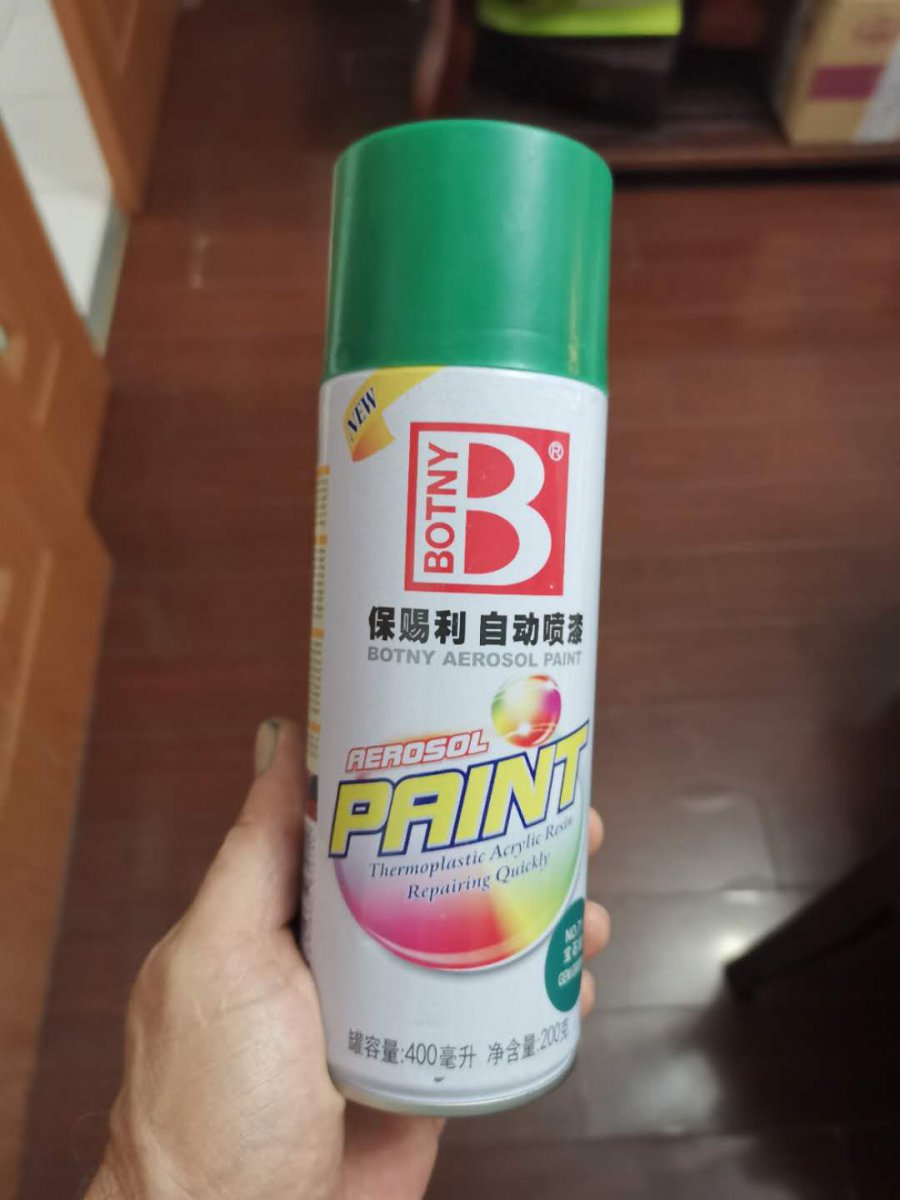 NEW
BOTNY
B®
保赐利 自动喷漆
BOTNY AEROSOL PAINT
AEROSOL
PAINT
Thermoplastic Acrylic Resin
Repairing Quickly
罐容量:400毫升 净含量:200克